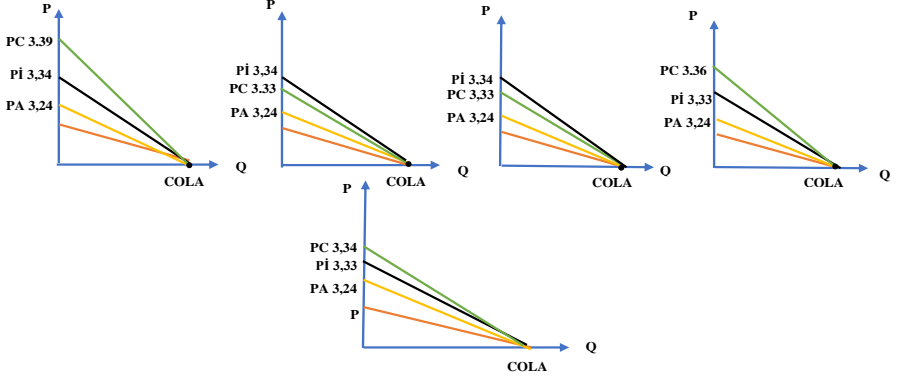 P
PC 3.39
Pİ 3,34
PA 3,24
Q
COLA
P
Pİ 3,34
PC 3.33
PA 3,24
Q
COLA
P
Pİ 3,34
PC 3,33
PA 3,24
Q
COLA
P
PC 3.36
Pİ 3,33
PA 3,24
Q
COLA
P
PC 3,34
Pİ 3,33
PA 3,24
P
Q
COLA